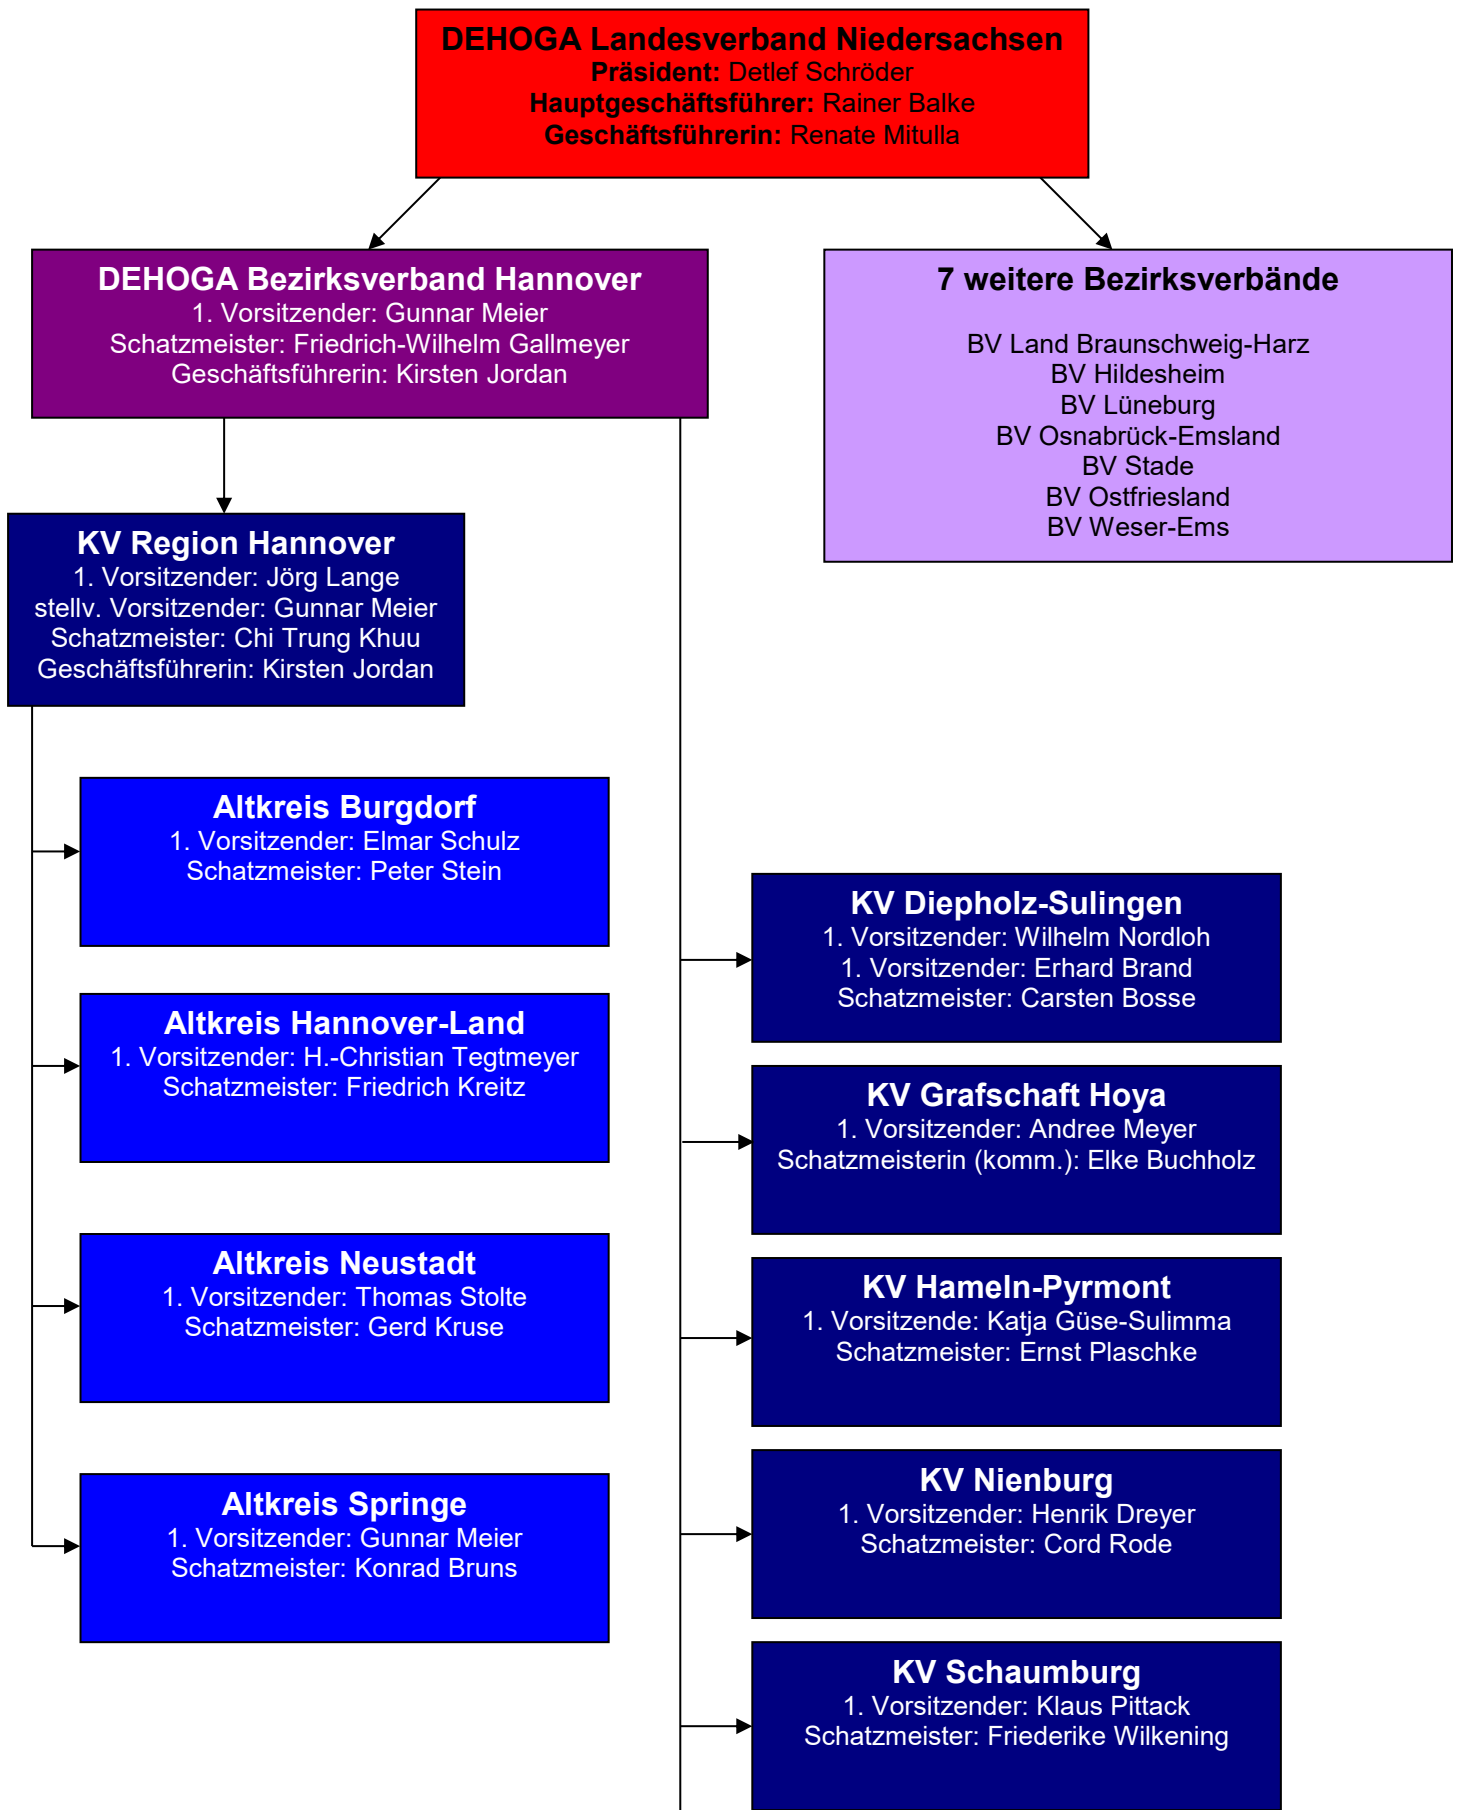 DEHOGA Landesverband Niedersachsen
Präsident: Detlef Schröder
Hauptgeschäftsführer: Rainer Balke
Geschäftsführerin: Renate Mitulla
DEHOGA Bezirksverband Hannover
1. Vorsitzender: Gunnar Meier
Schatzmeister: Friedrich-Wilhelm Gallmeyer
Geschäftsführerin: Kirsten Jordan
7 weitere Bezirksverbände
BV Land Braunschweig-Harz
BV Hildesheim
BV Lüneburg
BV Osnabrück-Emsland
BV Stade
BV Ostfriesland
BV Weser-Ems
KV Region Hannover
1. Vorsitzender: Jörg Lange
stellv. Vorsitzender: Gunnar Meier
Schatzmeister: Chi Trung Khuu
Geschäftsführerin: Kirsten Jordan
Altkreis Burgdorf
1. Vorsitzender: Elmar Schulz
Schatzmeister: Peter Stein
Altkreis Hannover-Land
1. Vorsitzender: H.-Christian Tegtmeyer
Schatzmeister: Friedrich Kreitz
Altkreis Neustadt
1. Vorsitzender: Thomas Stolte
Schatzmeister: Gerd Kruse
Altkreis Springe
1. Vorsitzender: Gunnar Meier
Schatzmeister: Konrad Bruns
KV Diepholz-Sulingen
1. Vorsitzender: Wilhelm Nordloh
1. Vorsitzender: Erhard Brand
Schatzmeister: Carsten Bosse
KV Grafschaft Hoya
1. Vorsitzender: Andree Meyer
Schatzmeisterin (komm.): Elke Buchholz
KV Hameln-Pyrmont
1. Vorsitzende: Katja Güse-Sulimma
Schatzmeister: Ernst Plaschke
KV Nienburg
1. Vorsitzender: Henrik Dreyer
Schatzmeister: Cord Rode
KV Schaumburg
1. Vorsitzender: Klaus Pittack
Schatzmeister: Friederike Wilkening